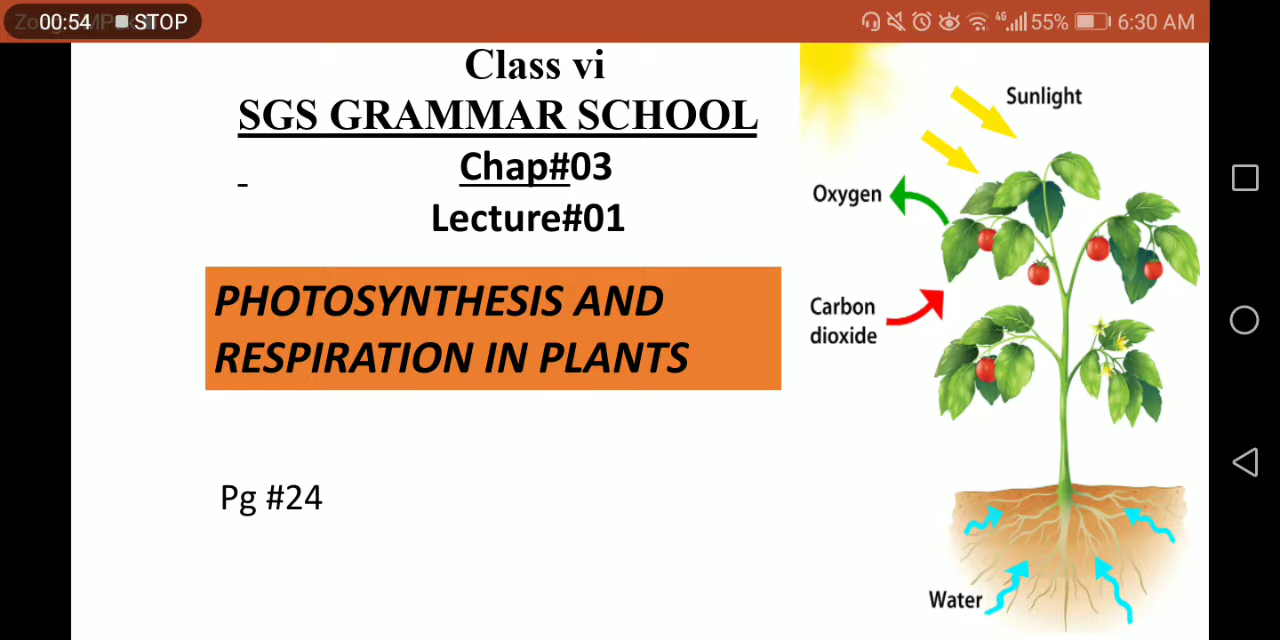 00:54 STOP
4G 55% 6:30 AM
Class vi
SGS GRAMMAR SCHOOL
Chap#03
Lecture#01
PHOTOSYNTHESIS AND
RESPIRATION IN PLANTS
Pg #24
Sunlight
Oxygen
Carbon
dioxide
Water